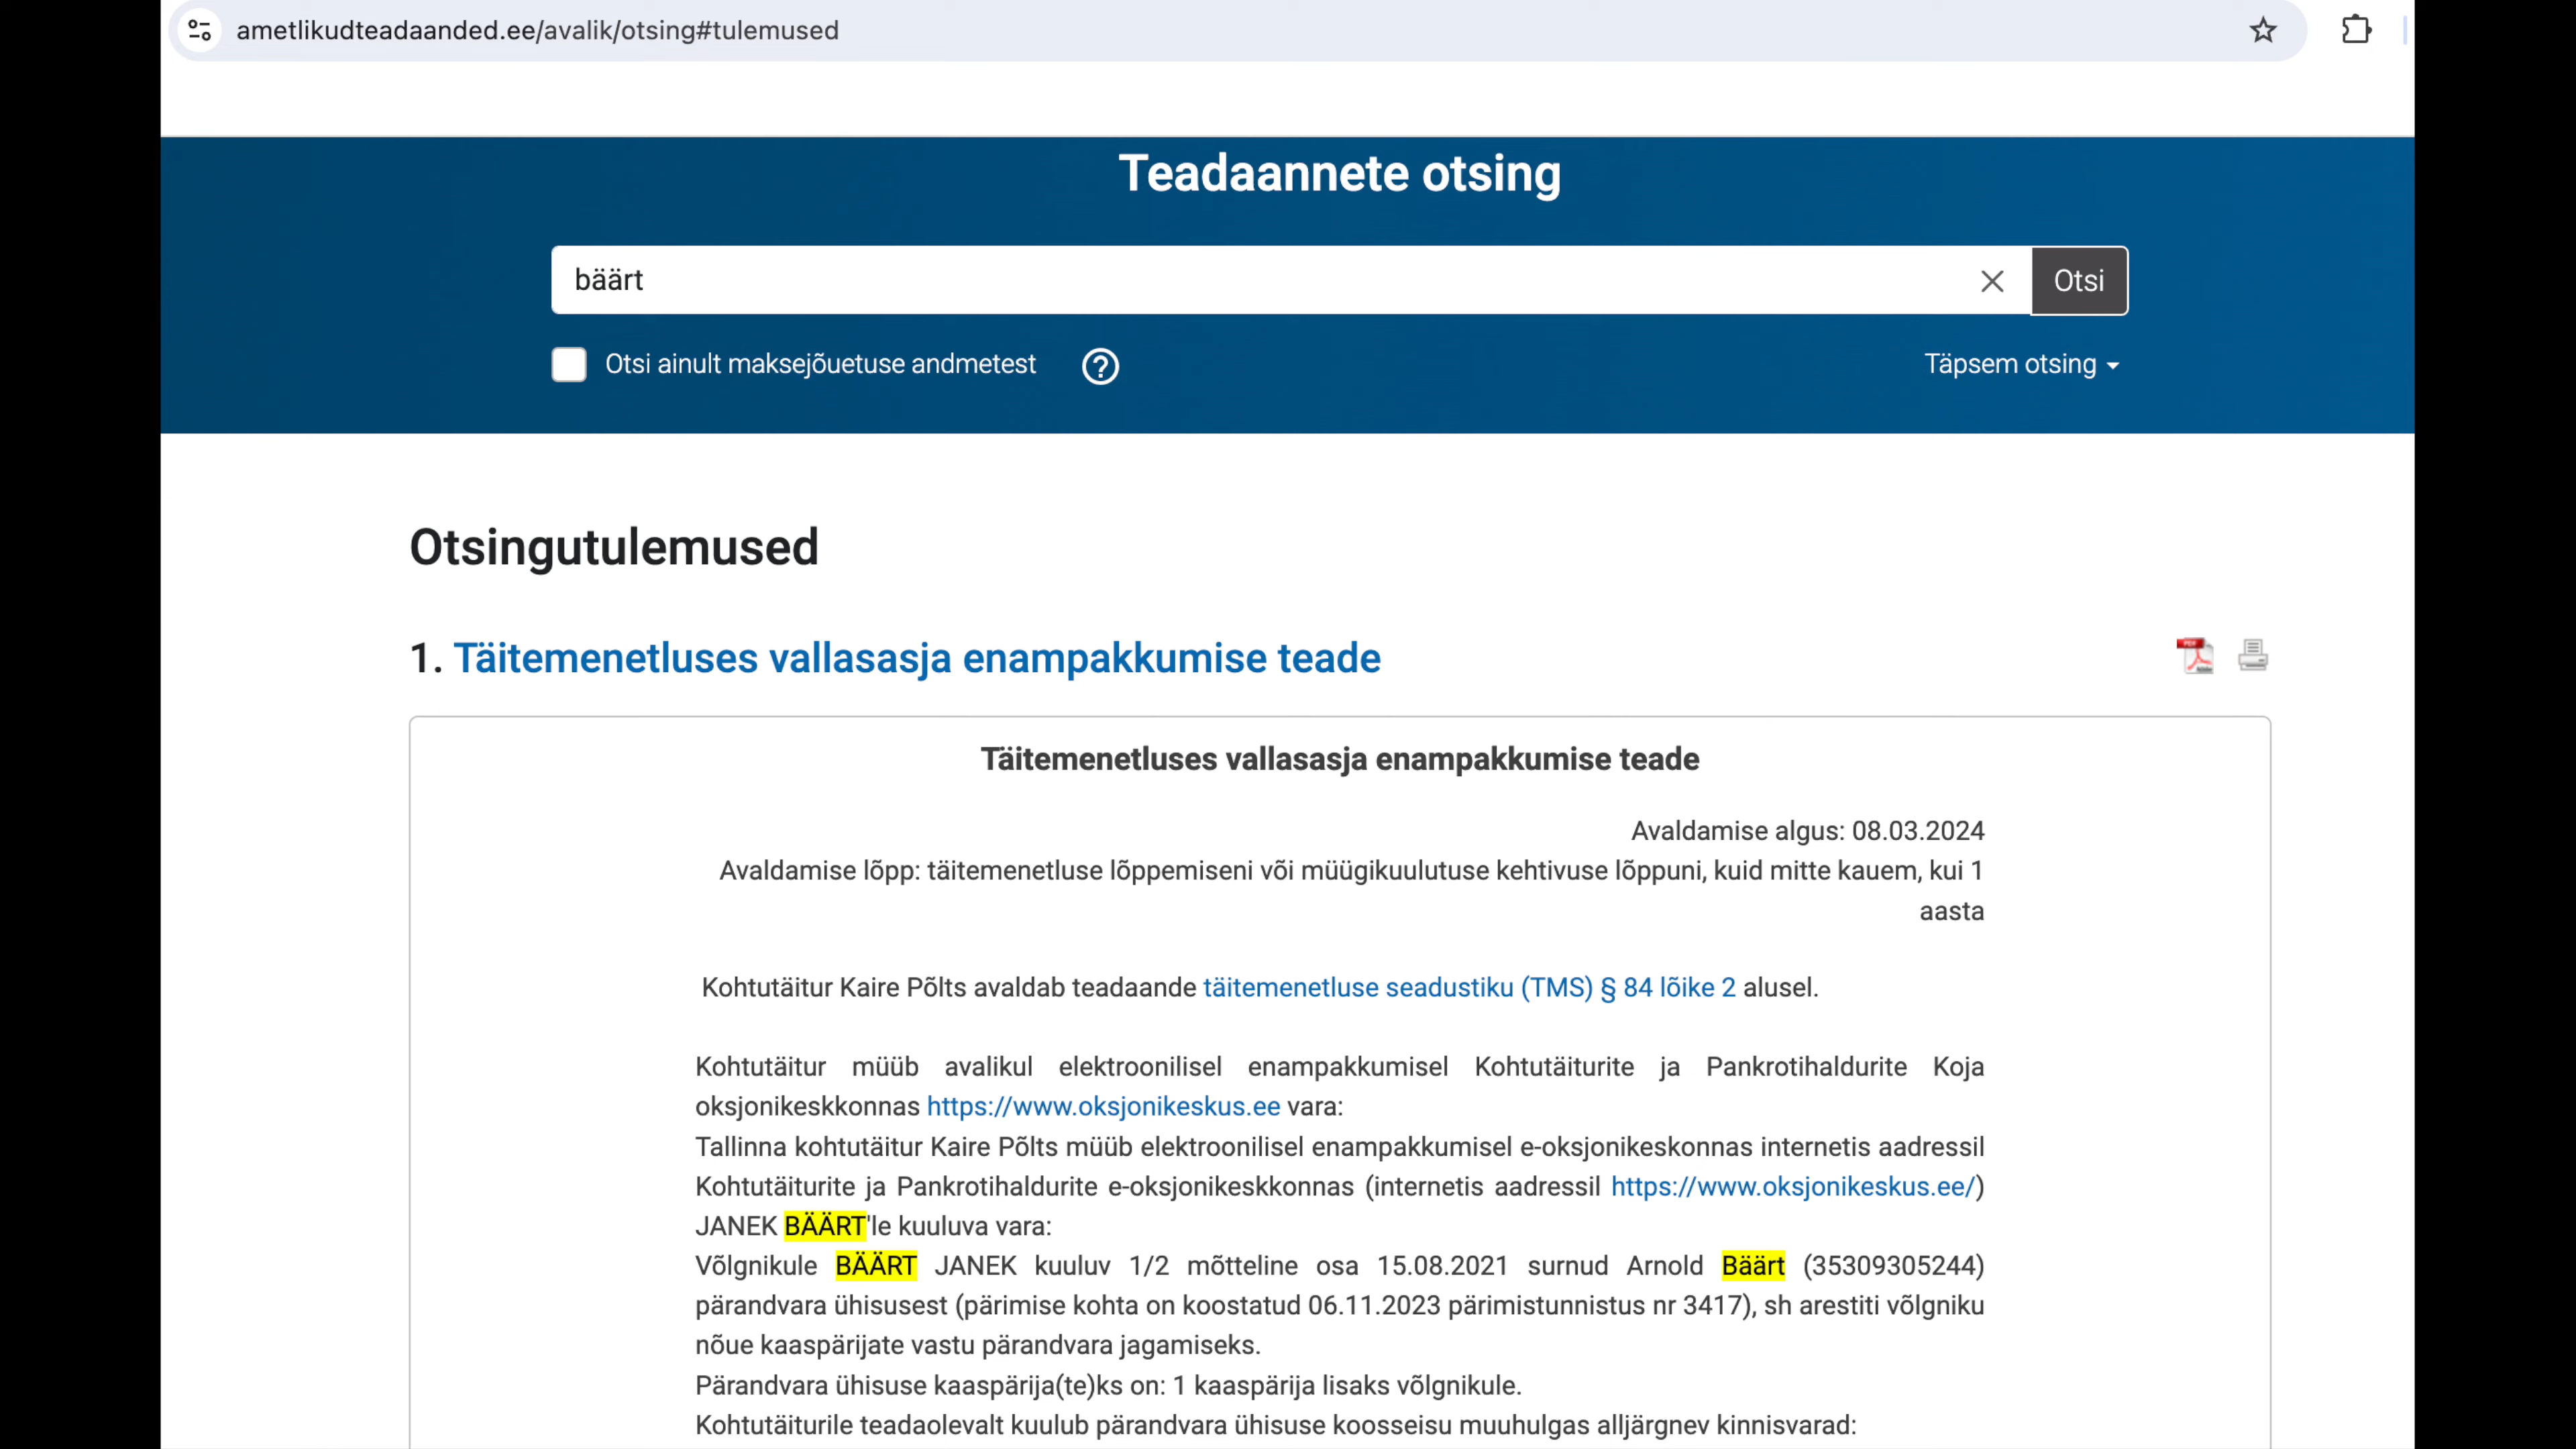 ametlikudteadaanded.ee/avalik/otsing#tulemused
Teadaannete otsing
bäärt
Otsi
Otsi ainult maksejõuetuse andmetest
Täpsem otsing
Otsingutulemused
1. Täitemenetluses vallasasja enampakkumise teade
Täitemenetluses vallasasja enampakkumise teade
Avaldamise algus: 08.03.2024
Avaldamise lõpp: täitemenetluse lõppemiseni või müügikuulutuse kehtivuse lõppuni, kuid mitte kauem, kui 1
aasta
Kohtutäitur Kaire Põlts avaldab teadaande täitemenetluse seadustiku (TMS) § 84 lõike 2 alusel.
Kohtutäitur müüb avalikul elektroonilisel enampakkumisel Kohtutäiturite ja Pankrotihaldurite Koja
oksjonikeskkonnas https://www.oksjonikeskus.ee vara:
Tallinna kohtutäitur Kaire Põlts müüb elektroonilisel enampakkumisel e-oksjonikeskonnas internetis aadressil
Kohtutäiturite ja Pankrotihaldurite e-oksjonikeskkonnas (internetis aadressil https://www.oksjonikeskus.ee/)
JANEK BÄÄRT'le kuuluva vara:
Võlgnikule BÄÄRT JANEK kuuluv 1/2 mõtteline osa 15.08.2021 surnud Arnold Bäärt (35309305244)
pärandvara ühisusest (pärimise kohta on koostatud 06.11.2023 pärimistunnistus nr 3417), sh arestiti võlgniku
nõue kaaspärijate vastu pärandvara jagamiseks.
Pärandvara ühisuse kaaspärija(te)ks on: 1 kaaspärija lisaks võlgnikule.
Kohtutäiturile teadaolevalt kuulub pärandvara ühisuse koosseisu muuhulgas alljärgnev kinnisvarad: